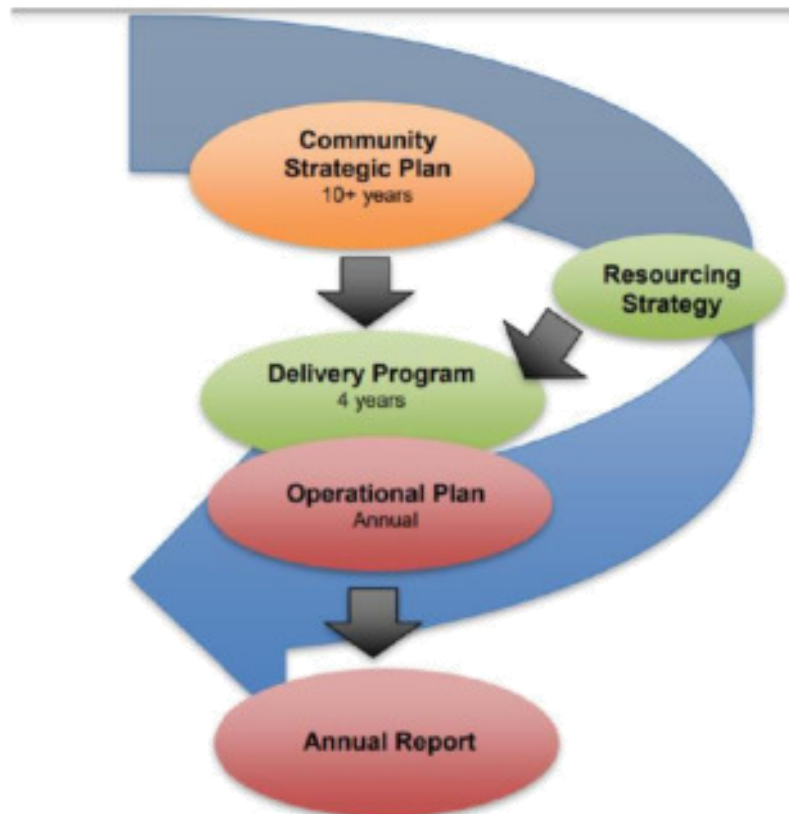 Community
Strategic Plan
10+ years
Resourcing
Strategy
Delivery Program
4 years
Operational Plan
Annual
Annual Report